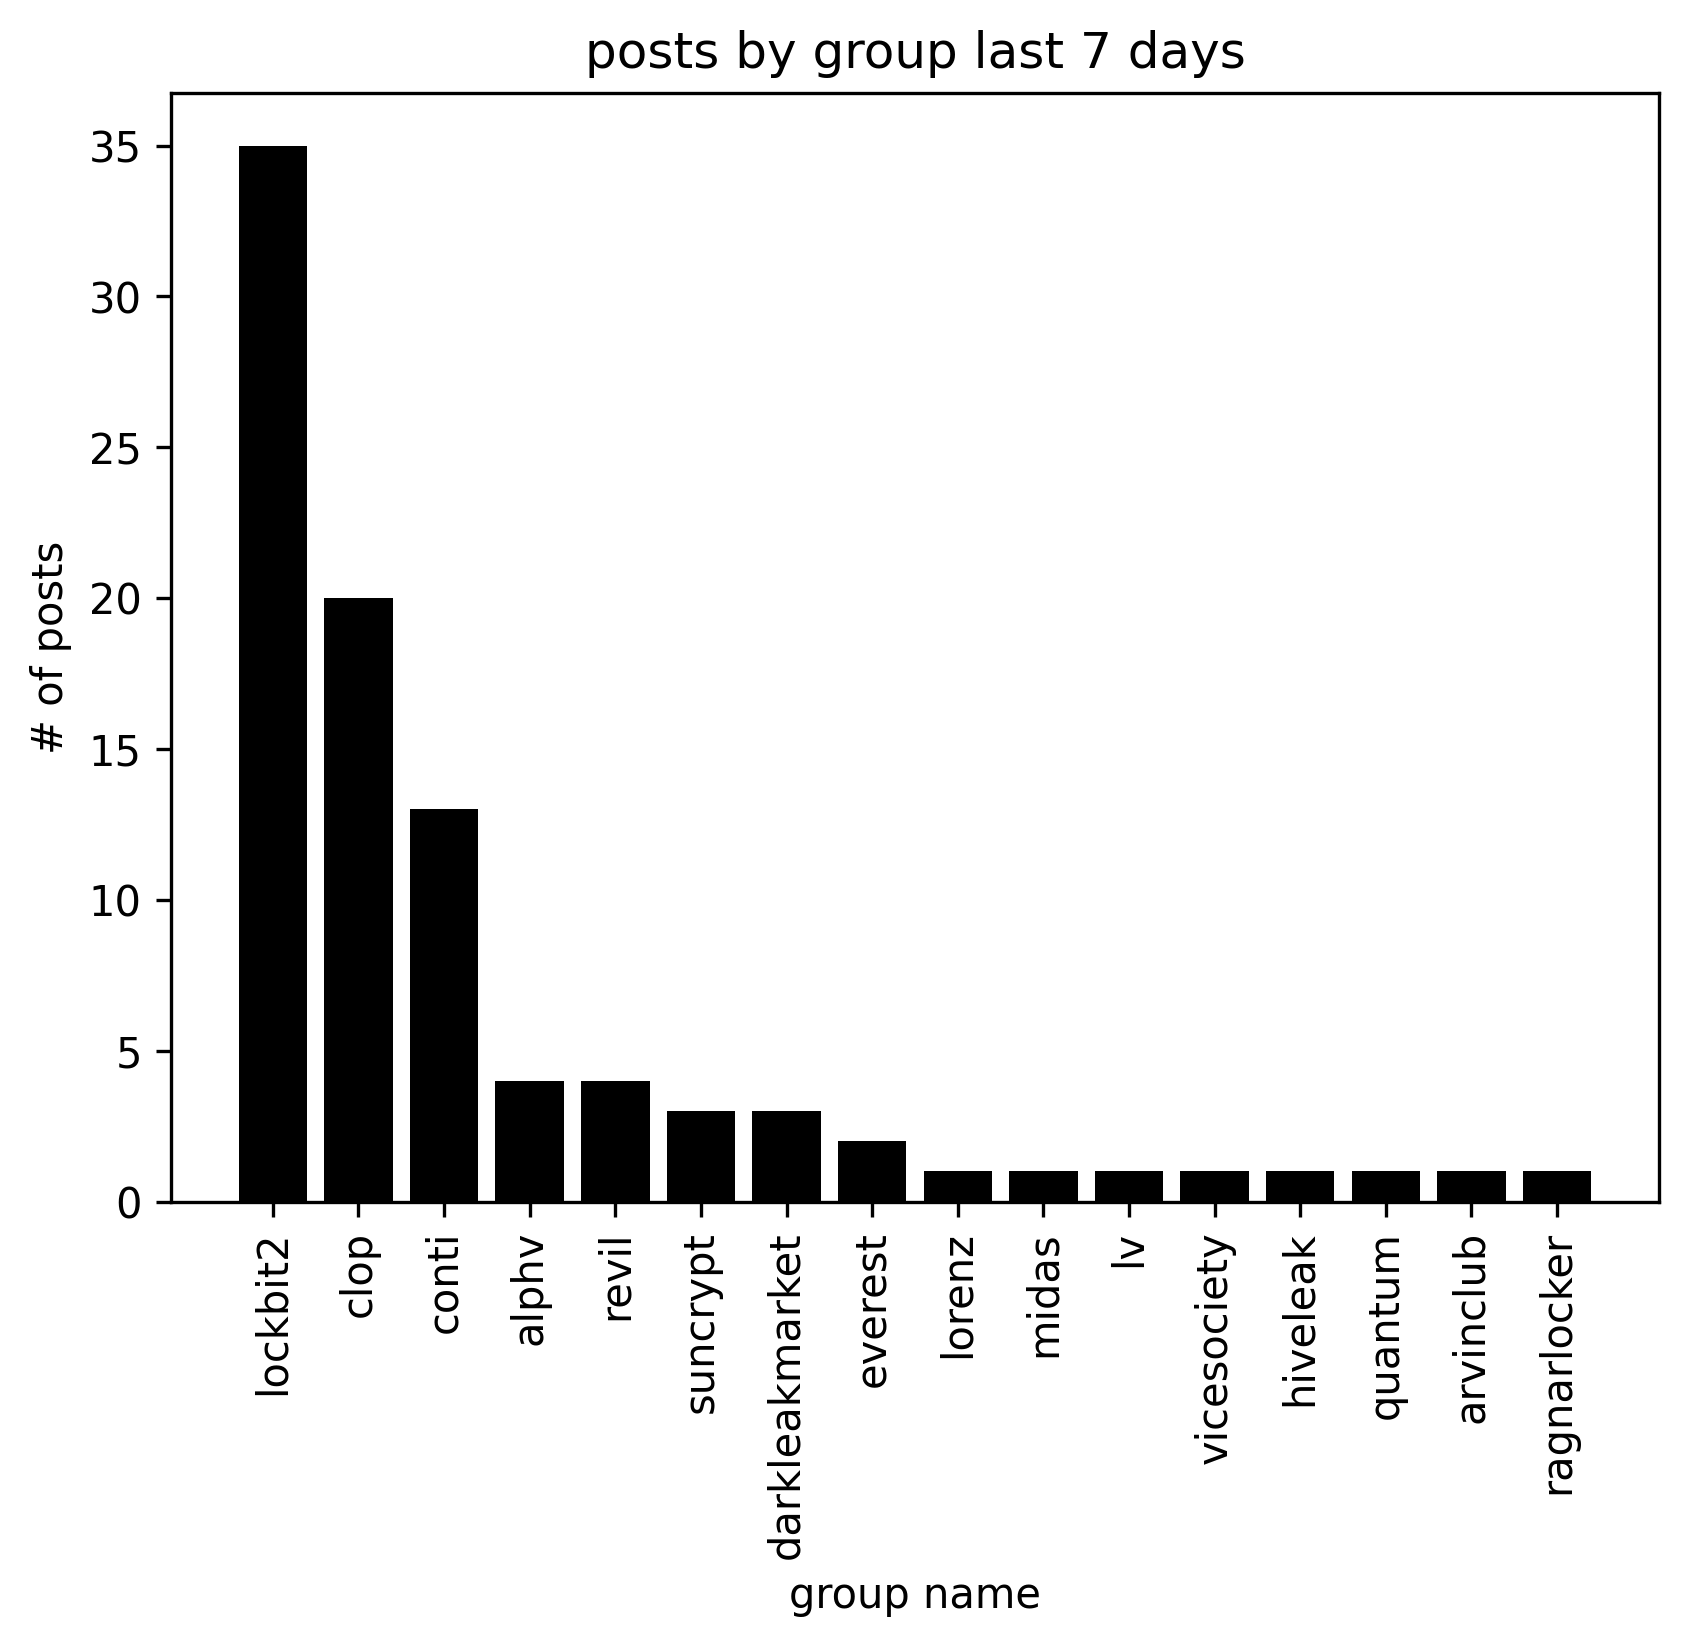 posts by group last 7 days
# of posts
35
30
25
20
15
10
5
0
lockbit2
clop
conti
alphv
revil
suncrypt
darkleakmarket
everest
lorenz
midas
lv
vicesociety
hiveleak
quantum
arvinclub
ragnarlocker
group name